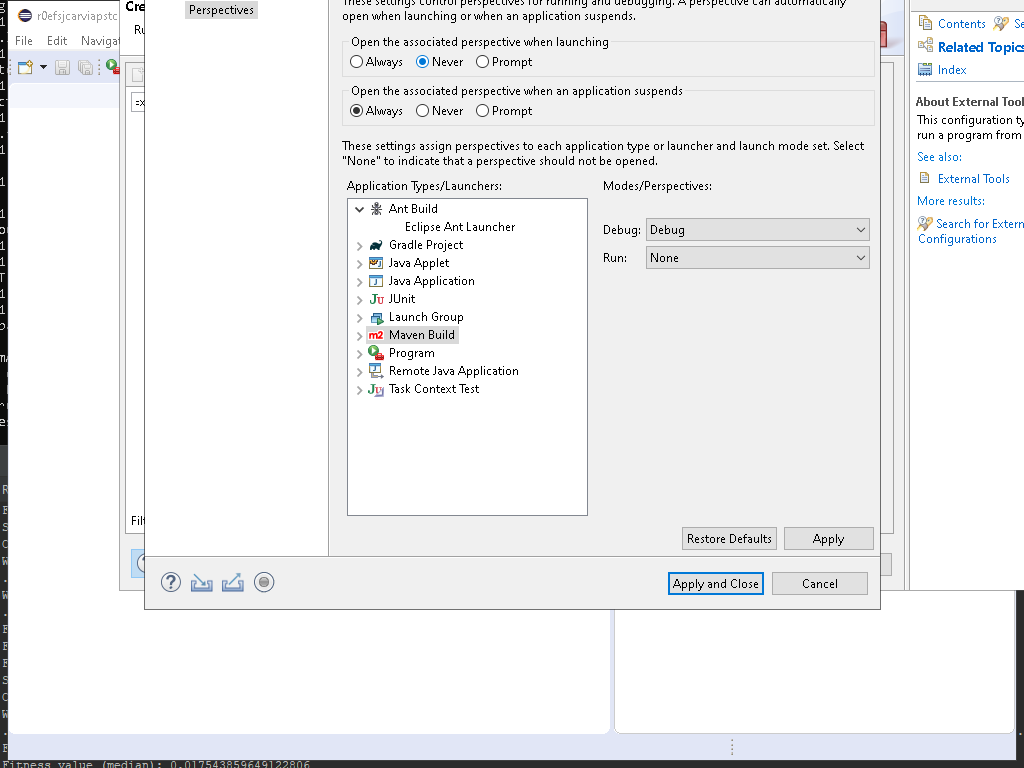 r0efsjcarviapstc
File Edit Navigat
Perspectives
These settings control perspectives for running and debugging. A perspective can automatically
open when launching or when an application suspends.
Open the associated perspective when launching
Always Never Prompt
Open the associated perspective when an application suspends
Always Never Prompt
These settings assign perspectives to each application type or launcher and launch mode set. Select
"None" to indicate that a perspective should not be opened.
Application Types/Launchers:
Modes/Perspectives:
Ant Build
Eclipse Ant Launcher
Gradle Project
Java Applet
Java Application
Ju JUnit
Launch Group
m2 Maven Build
Program
Remote Java Application
Task Context Test
Debug: Debug
Run: None
Restore Defaults
Apply
Apply and Close
Cancel
Contents
Related Topics
Index
About External Tool
This configuration ty
run a program from
See also:
External Tools
More results:
Search for Extern
Configurations
Fitness value (median): 0.017543859649122806